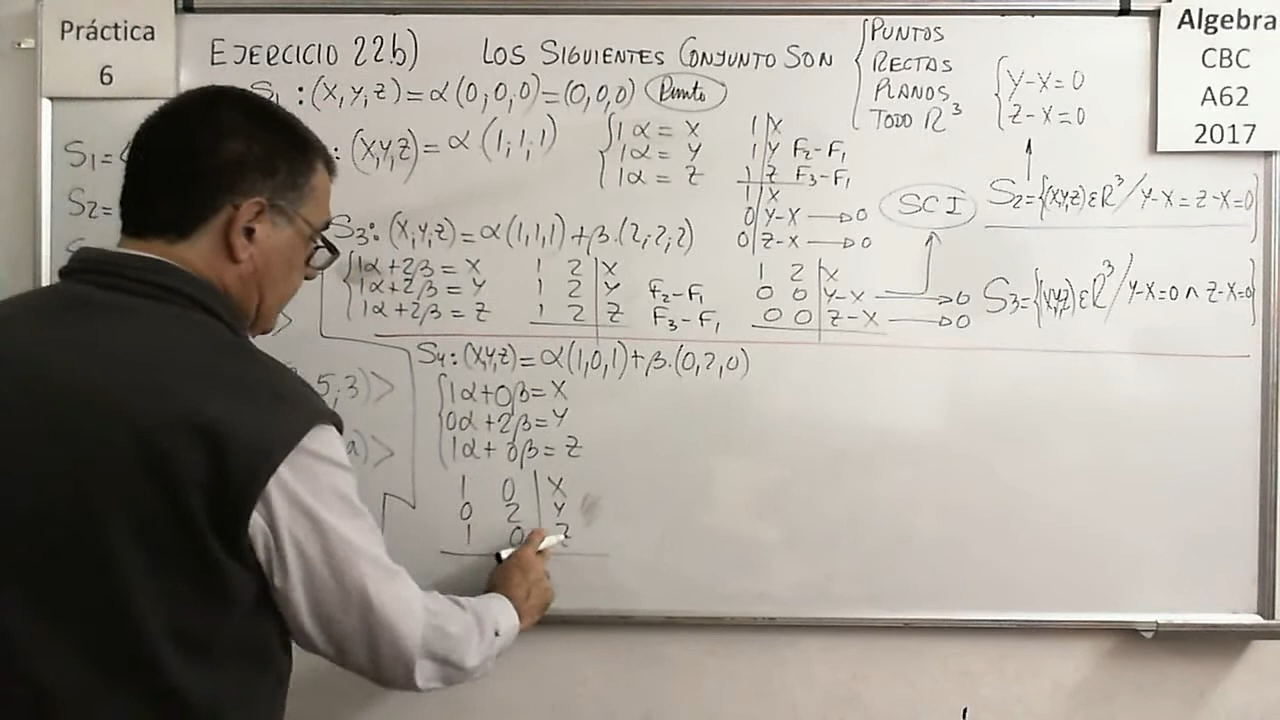 Práctica
6
Algebra
CBC
A62
2017
EJERCICIO 22b) LOS SIGUIENTES CONJUNTO SON
PUNTOS
RECTAS
PLANOS
TODO R³
S₁: (X,Y,Z) = α(0,0,0) = (0,0,0) Punto
Y-X=0
Z-X=0
S₁=
S₂=
: (X,Y,Z) = α(1,1,1)
1α = X
1α = Y
1α = Z
1|X
1|Y F₂-F₁
1|Z F₃-F₁
1|X
0|Y-X → 0
0|Z-X → 0
SCI
S₂={(X,Y,Z)εR³/Y-X=Z-X=0}
S₃: (X,Y,Z) = α(1,1,1)+β.(2,2,2)
1α+2β=X
1α+2β=Y
1α+2β=Z
1 2|X
1 2|Y F₂-F₁
1 2|Z F₃-F₁
1 2|X
0 0|Y-X → 0
0 0|Z-X → 0
S₃={(X,Y,Z)εR³/Y-X=0 ∧ Z-X=0}
5,3)>
a)>
S₄: (X,Y,Z) = α(1,0,1)+β.(0,2,0)
1α+0β=X
0α+2β=Y
1α+0β=Z
1 0|X
0 2|Y
1 0|Z